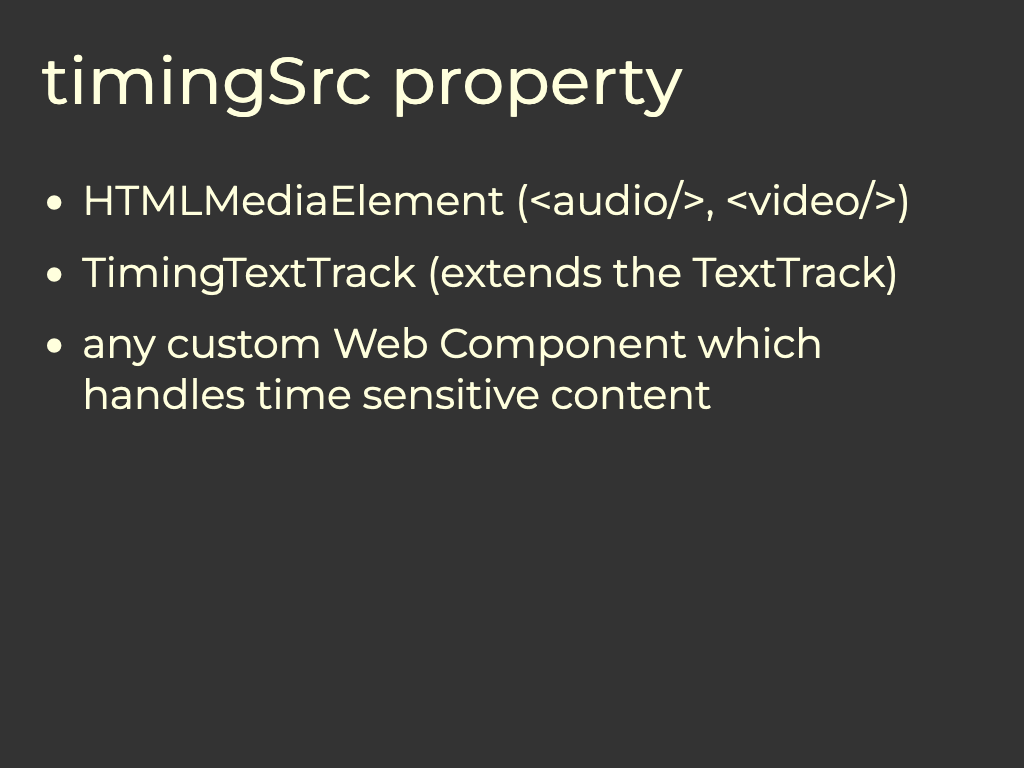 timingSrc property
• HTMLMediaElement (<audio/>, <video/>)
• TimingTextTrack (extends the TextTrack)
• any custom Web Component which
handles time sensitive content